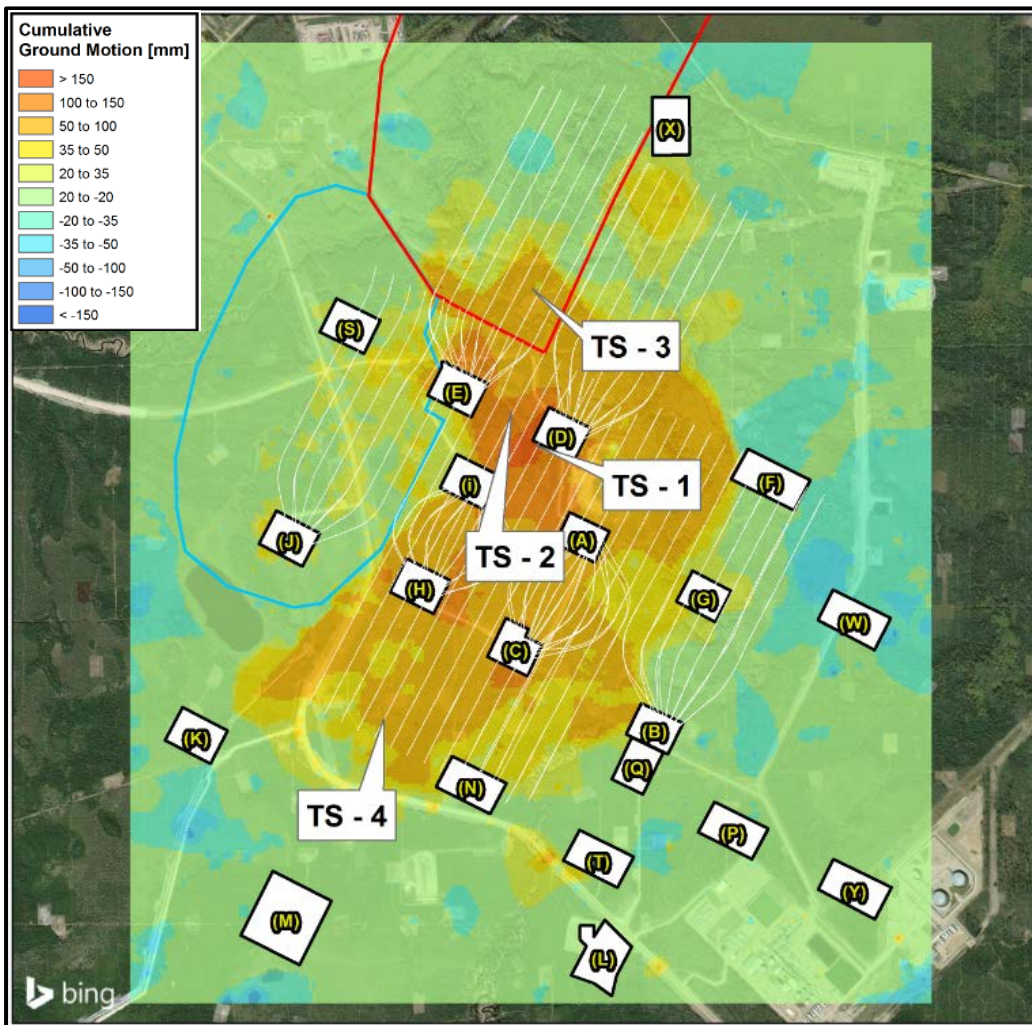 Cumulative
Ground Motion [mm]
> 150
100 to 150
50 to 100
35 to 50
20 to 35
20 to -20
-20 to -35
-35 to -50
-50 to -100
-100 to -150
< -150
(X)
(S)
TS - 3
(E)
(D)
(i)
TS - 1
(F)
(J)
TS - 2
(A)
(H)
(G)
(W)
(C)
(K)
(B)
(Q)
(N)
TS - 4
(P)
(T)
(Y)
(M)
(L)
bing